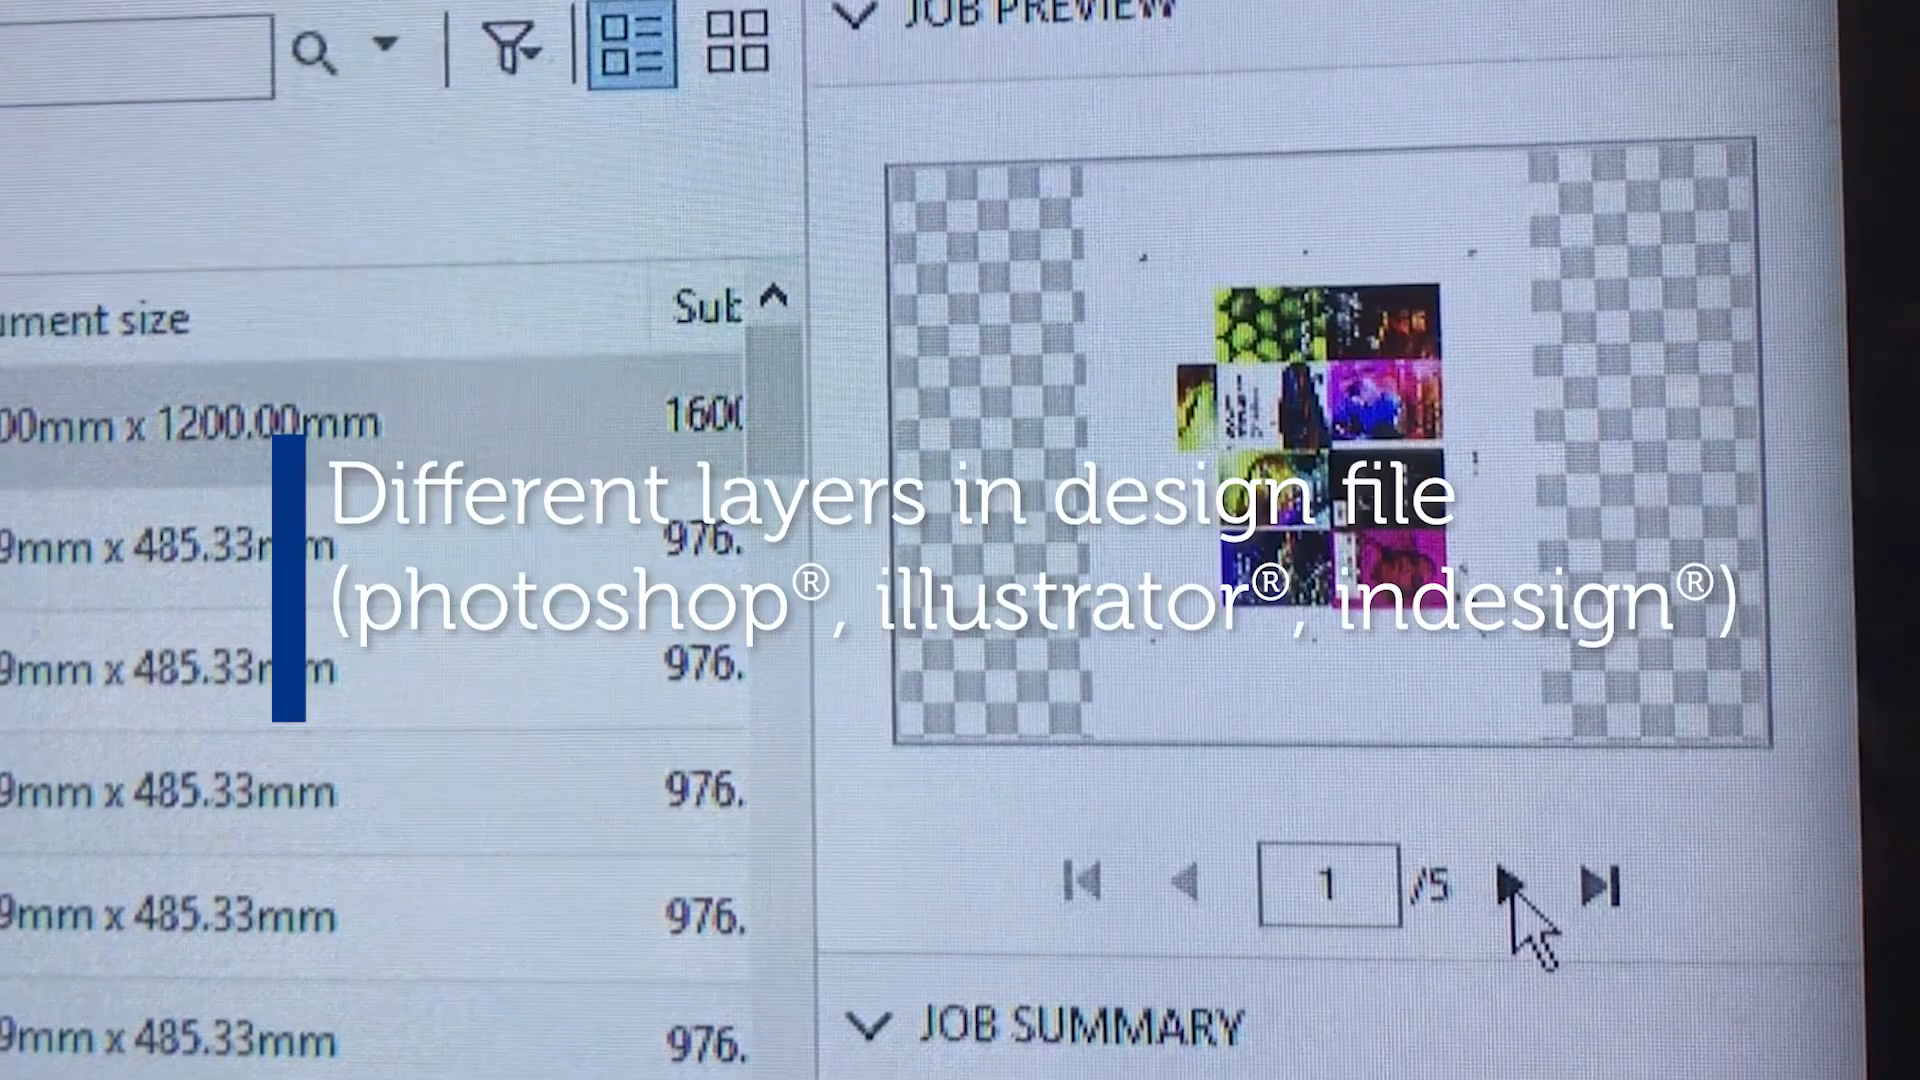 JOB PREVIEW
ument size
Sub
00mm x 1200.00mm
1600
Different layers in design file
(photoshop®, illustrator®, indesign®)
9mm x 485.33mm
976.
9mm x 485.33mm
976.
9mm x 485.33mm
976.
9mm x 485.33mm
976.
9mm x 485.33mm
976.
1 /5
JOB SUMMARY